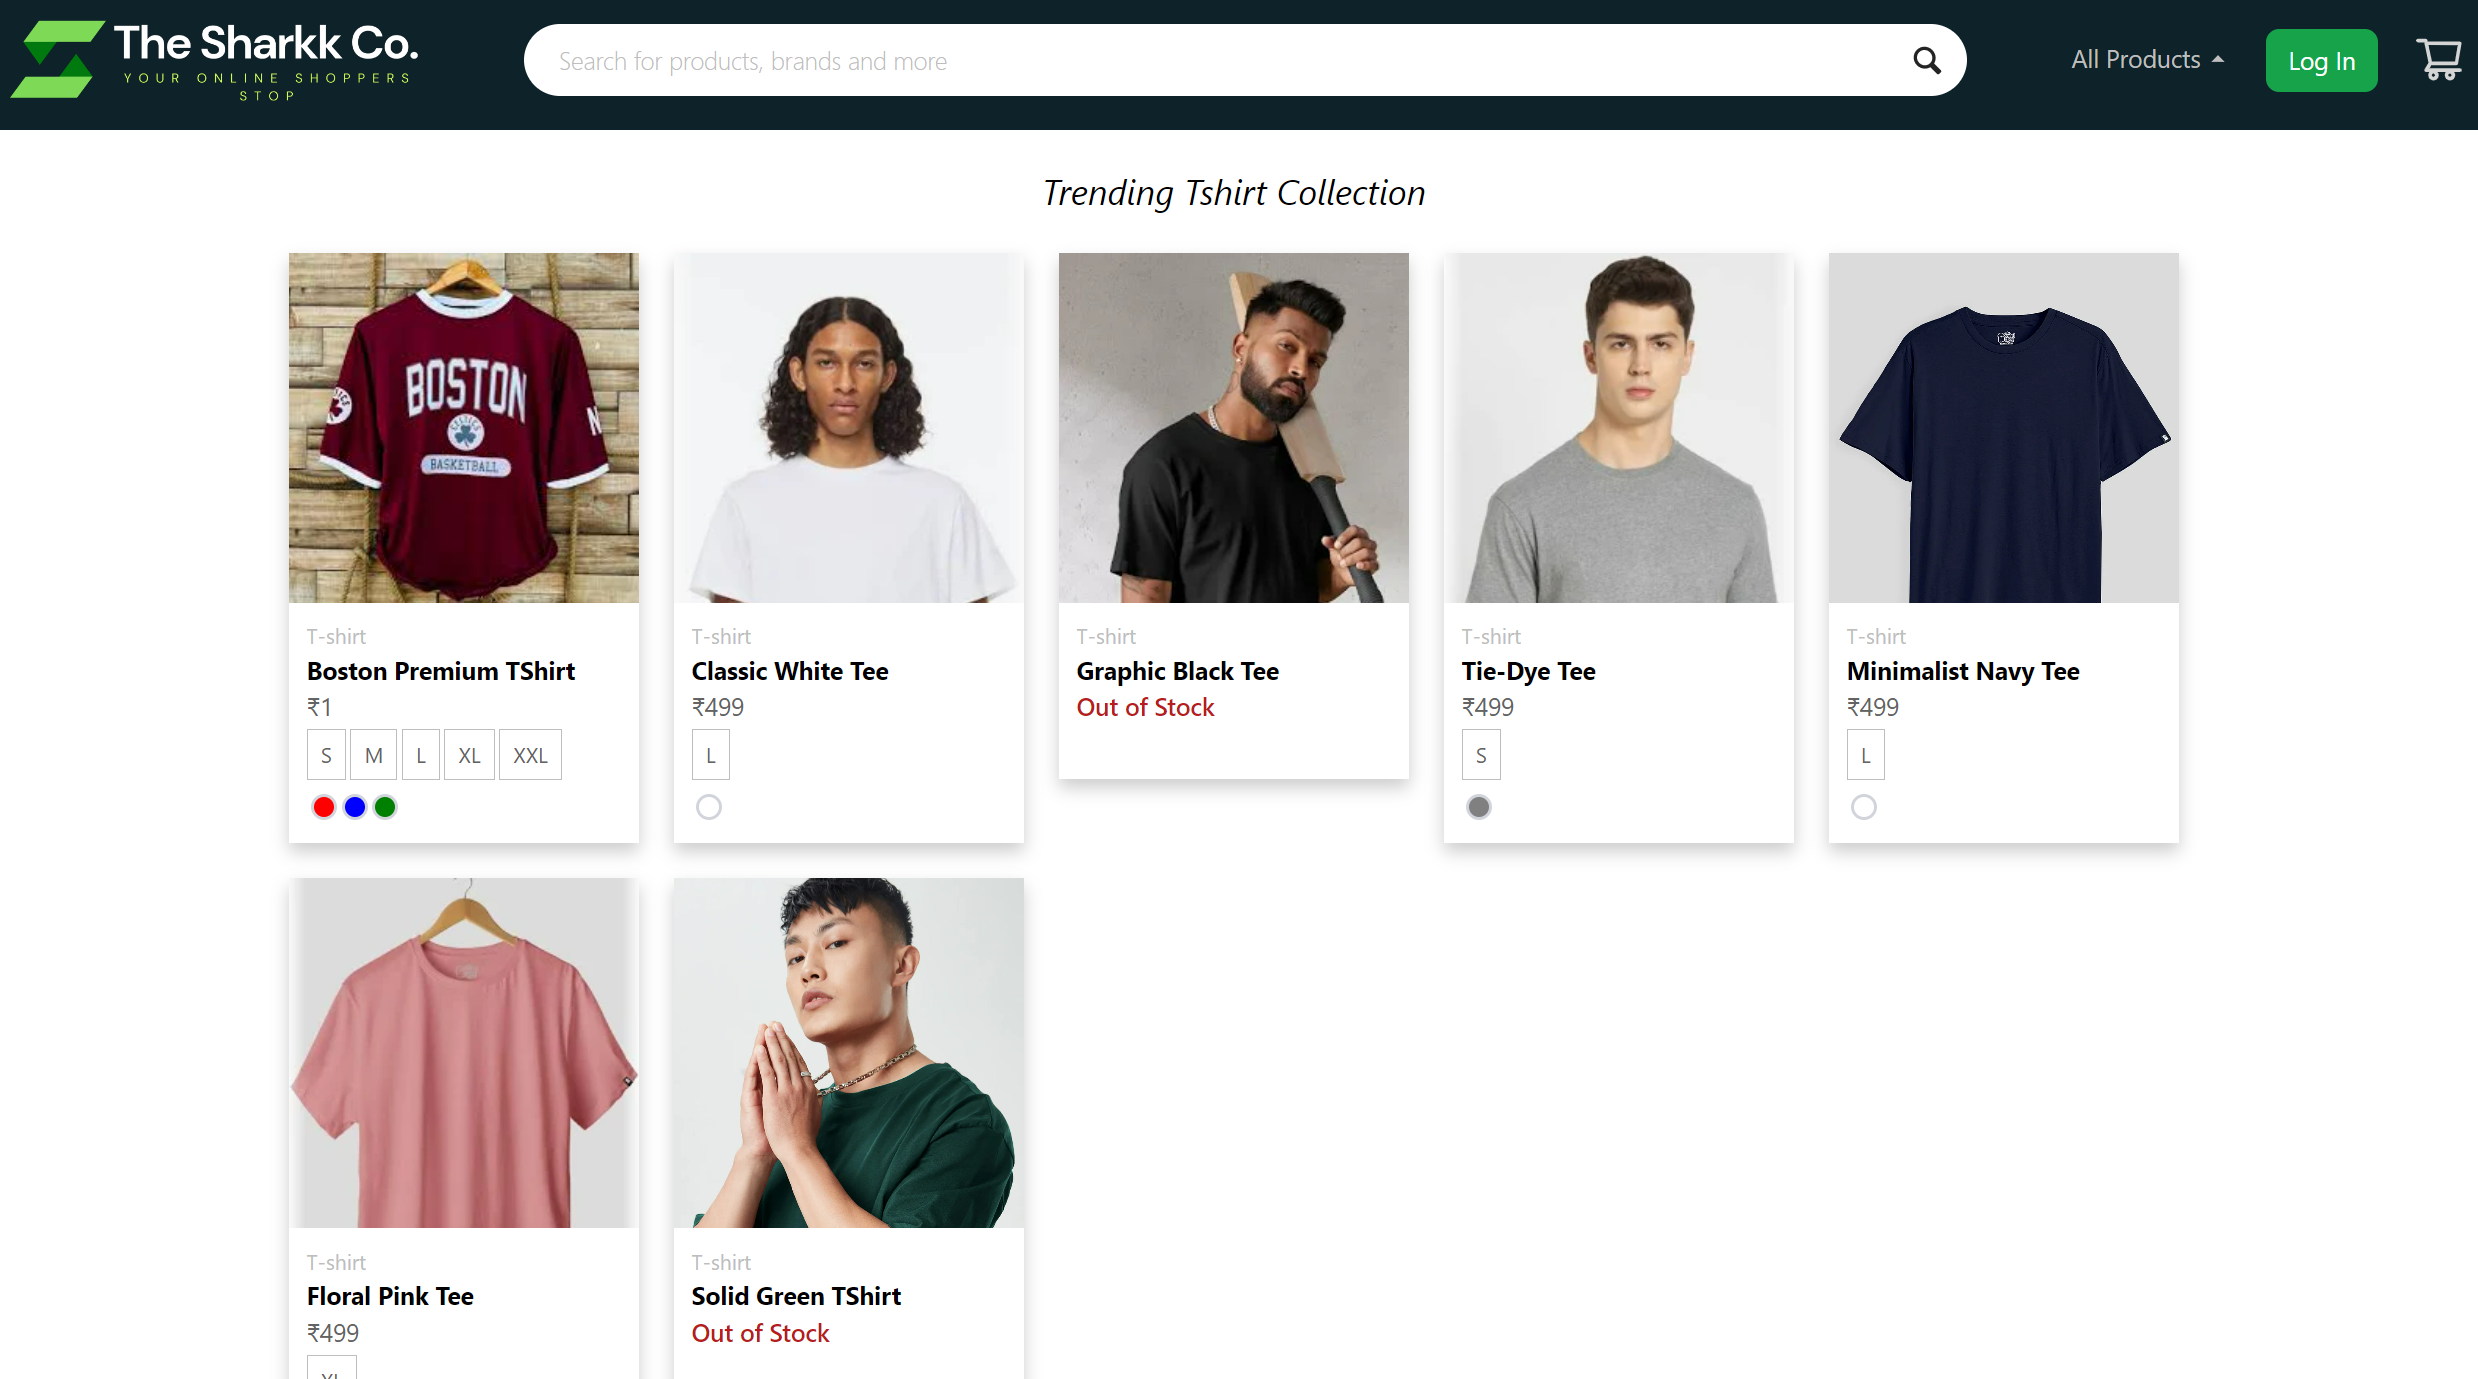 The Sharkk Co.
YOUR ONLINE SHOPPERS
STOP
Search for products, brands and more
All Products
Log In
Trending Tshirt Collection
BOSTON
CELTICS
BASKETBALL
N
T-shirt
Boston Premium TShirt
₹1
S M L XL XXL
T-shirt
Classic White Tee
₹499
L
T-shirt
Graphic Black Tee
Out of Stock
T-shirt
Tie-Dye Tee
₹499
S
T-shirt
Minimalist Navy Tee
₹499
L
T-shirt
Floral Pink Tee
₹499
XL
T-shirt
Solid Green TShirt
Out of Stock